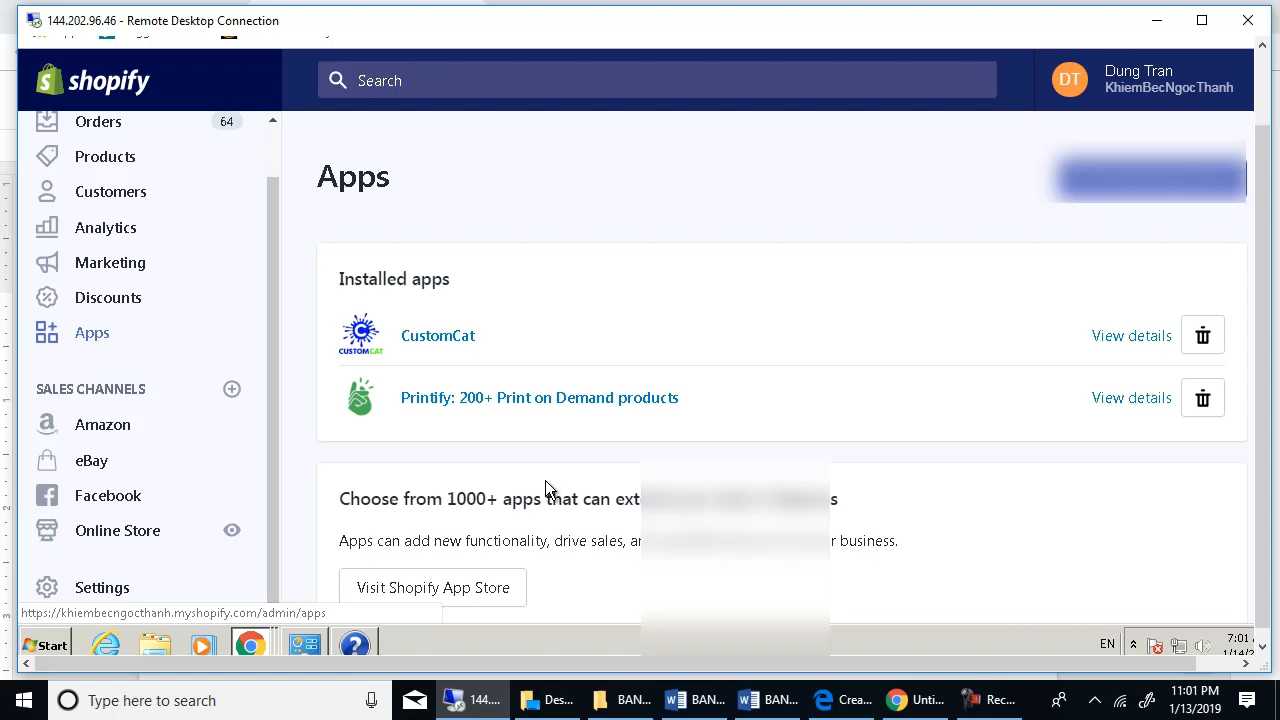 144.202.96.46 - Remote Desktop Connection
shopify
Search
DT
Dung Tran
KhiemBecNgocThanh
Orders
64
Products
Customers
Analytics
Marketing
Discounts
Apps
SALES CHANNELS
Amazon
eBay
Facebook
Online Store
Settings
Apps
Installed apps
CUSTOMCAT
CustomCat
View details
Printify: 200+ Print on Demand products
View details
Choose from 1000+ apps that can
Apps can add new functionality, drive sales, business.
Visit Shopify App Store
https://khiembecngocthanh.myshopify.com/admin/apps
Start
EN
7:01
1/14/2
Type here to search
144....
Des...
BAN...
BAN...
BAN...
Crea...
Unti...
Rec...
11:01 PM
1/13/2019